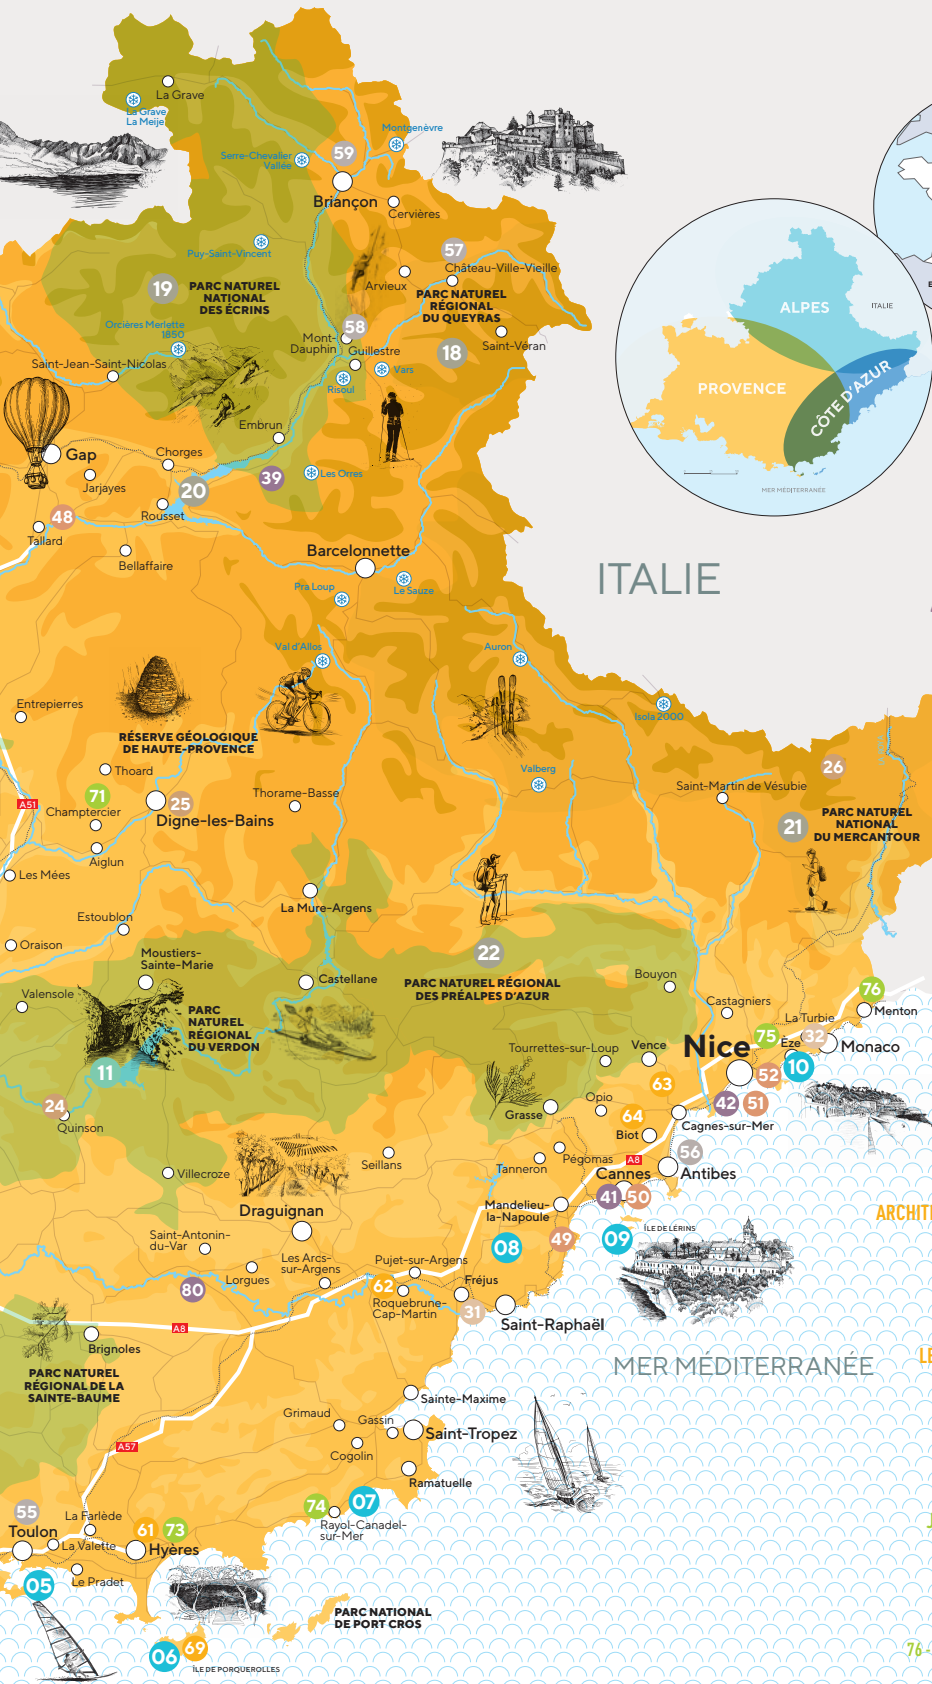 La Grave
La Grave
La Meije
Montgenèvre
Serre-Chevalier
Vallée
59
Briançon
Cervières
Puy-Saint-Vincent
57
Château-Ville-Vieille
Arvieux
19
PARC NATUREL
NATIONAL
DES ÉCRINS
PARC NATUREL
RÉGIONAL
DU QUEYRAS
ALPES
ITALIE
Orcières Merlette
1850
58
Mont-
Dauphin
Guillestre
18
Saint-Véran
Saint-Jean-Saint-Nicolas
Vars
Risoul
PROVENCE
CÔTE D'AZUR
MER MÉDITERRANÉE
Embrun
Gap
Chorges
Jarjayes
39
Les Orres
20
Rousset
48
Tallard
Bellaffaire
Barcelonnette
ITALIE
Pra Loup
Le Sauze
Val d'Allos
Auron
Entrepierres
Isola 2000
RÉSERVE GÉOLOGIQUE
DE HAUTE-PROVENCE
Thoard
Valberg
26
71
A51
25
Thorame-Basse
Saint-Martin de Vésubie
Champtercier
Digne-les-Bains
21
PARC NATUREL
NATIONAL
DU MERCANTOUR
Aiglun
Les Mées
La Mure-Argens
Estoublon
Oraison
Moustiers-
Sainte-Marie
22
Castellane
PARC NATUREL RÉGIONAL
DES PRÉALPES D'AZUR
Bouyon
Valensole
PARC
NATUREL
RÉGIONAL
DU VERDON
76
Castagniers
La Turbie
Menton
75
Èze
32
Monaco
Tourrettes-sur-Loup
Vence
Nice
11
52
10
63
24
Quinson
Opio
Grasse
64
42
51
Biot
Cagnes-sur-Mer
Seillans
Pégomas
A8
56
Villecroze
Tanneron
Cannes
Antibes
41
50
Mandelieu-
la-Napoule
Draguignan
ÎLE DE LÉRINS
ARCHIT
Saint-Antonin-
du-Var
49
09
08
Les Arcs-
sur-Argens
Pujet-sur-Argens
Lorgues
80
62
Fréjus
Roquebrune-
Cap-Martin
31
Saint-Raphaël
A8
Brignoles
MER MÉDITERRANÉE
PARC NATUREL
RÉGIONAL DE LA
SAINTE-BAUME
Sainte-Maxime
Grimaud
Gassin
Saint-Tropez
A57
Cogolin
Ramatuelle
55
La Farlède
74
07
Rayol-Canadel-
sur-Mer
Toulon
61
73
La Valette
Hyères
Le Pradet
05
PARC NATIONAL
DE PORT CROS
06
69
ÎLE DE PORQUEROLLES
76 -